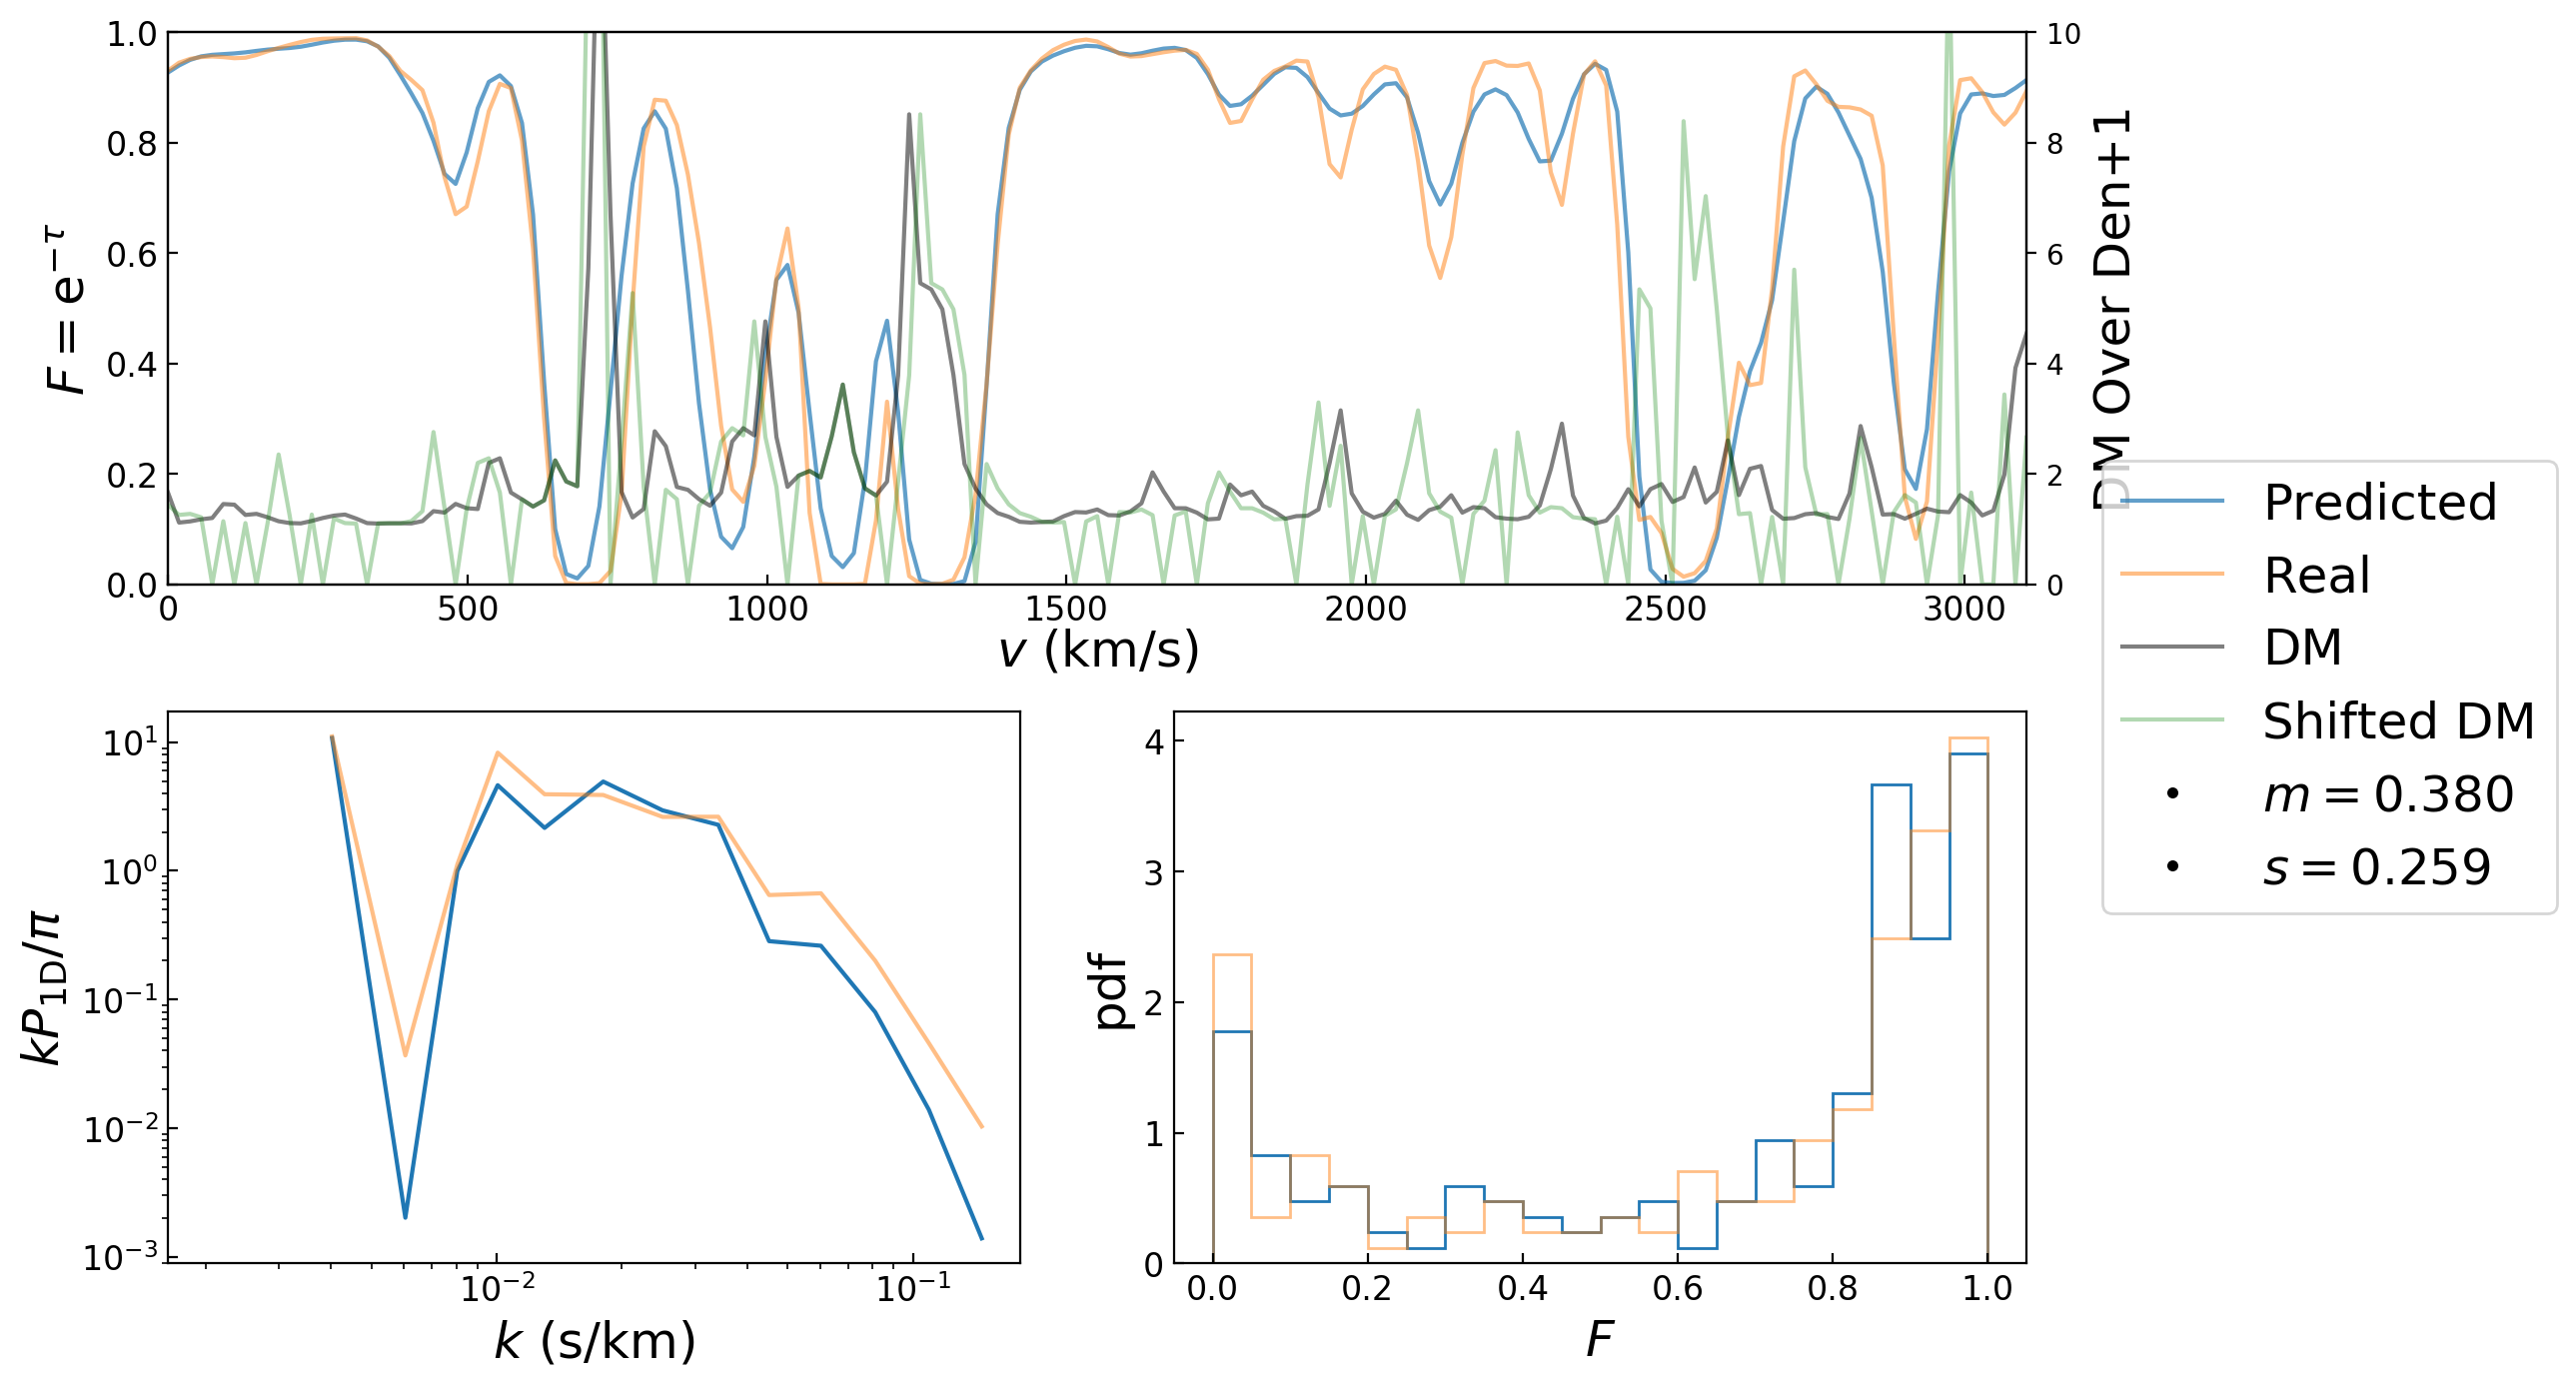 1.0
0.8
0.6
0.4
0.2
0.0
F = e^{−τ}
0 500 1000 1500 2000 2500 3000
v (km/s)
10
8
6
4
2
0
DM Over Den+1
Predicted
Real
DM
Shifted DM
m = 0.380
s = 0.259
10^1
10^0
10^{−1}
10^{−2}
10^{−3}
kP_{1D}/π
10^{−2} 10^{−1}
k (s/km)
4
3
2
1
0
pdf
0.0 0.2 0.4 0.6 0.8 1.0
F